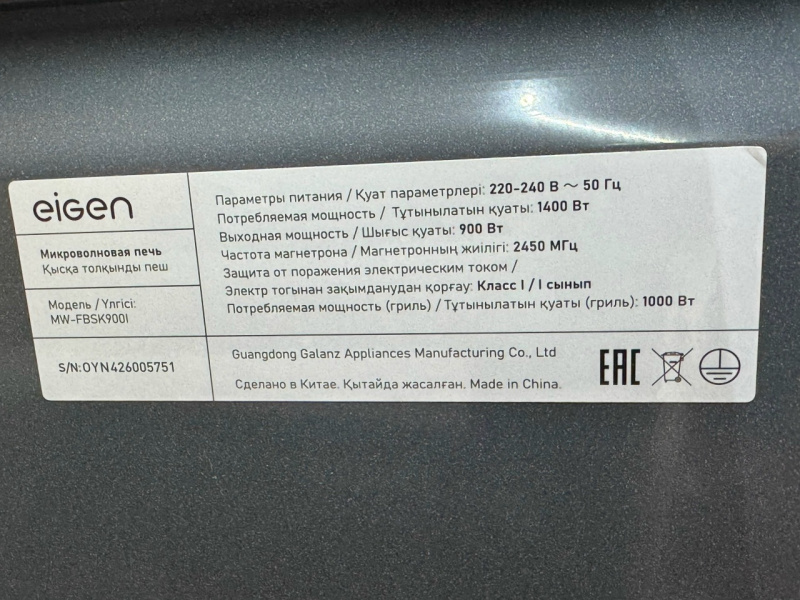 eigen
Микроволновая печь
Қысқа толқынды пеш
Модель / Үлгісі:
MW-FBSK900I
S/N:OYN426005751
Параметры питания / Қуат параметрлері: 220-240 В ~ 50 Гц
Потребляемая мощность / Тұтынылатын қуаты: 1400 Вт
Выходная мощность / Шығыс қуаты: 900 Вт
Частота магнетрона / Магнетронның жиілігі: 2450 МГц
Защита от поражения электрическим током /
Электр тогынан зақымданудан қорғау: Класс I / I сынып
Потребляемая мощность (гриль) / Тұтынылатын қуаты (гриль): 1000 Вт
Guangdong Galanz Appliances Manufacturing Co., Ltd
Сделано в Китае. Қытайда жасалған. Made in China.
EAC